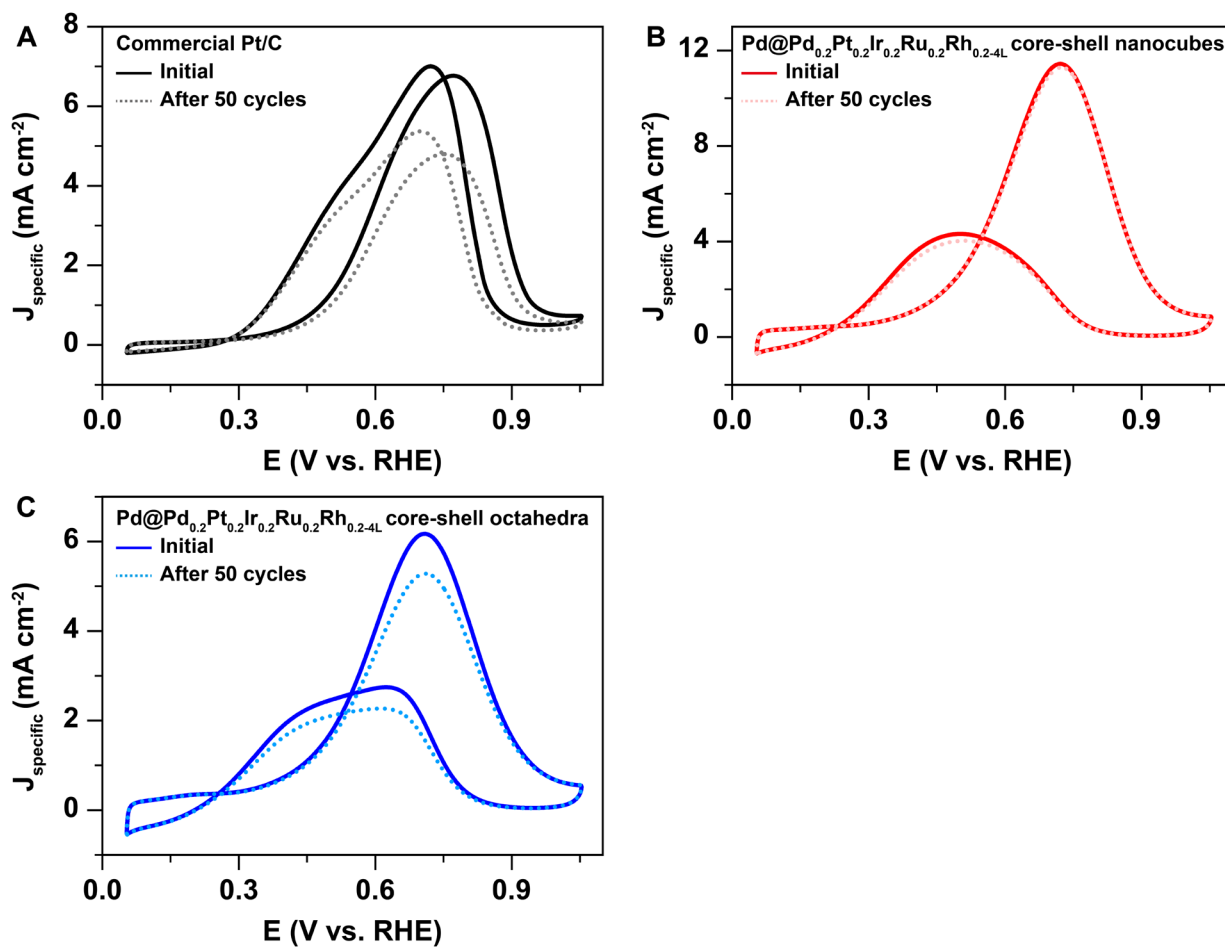 A
Commercial Pt/C
Initial
After 50 cycles
J specific (mA cm-2)
8
6
4
2
0
0.0 0.3 0.6 0.9
E (V vs. RHE)
B
Pd@Pd0.2Pt0.2Ir0.2Ru0.2Rh0.2-4L core-shell nanocubes
Initial
After 50 cycles
J specific (mA cm-2)
12
8
4
0
0.0 0.3 0.6 0.9
E (V vs. RHE)
C
Pd@Pd0.2Pt0.2Ir0.2Ru0.2Rh0.2-4L core-shell octahedra
Initial
After 50 cycles
J specific (mA cm-2)
6
4
2
0
0.0 0.3 0.6 0.9
E (V vs. RHE)